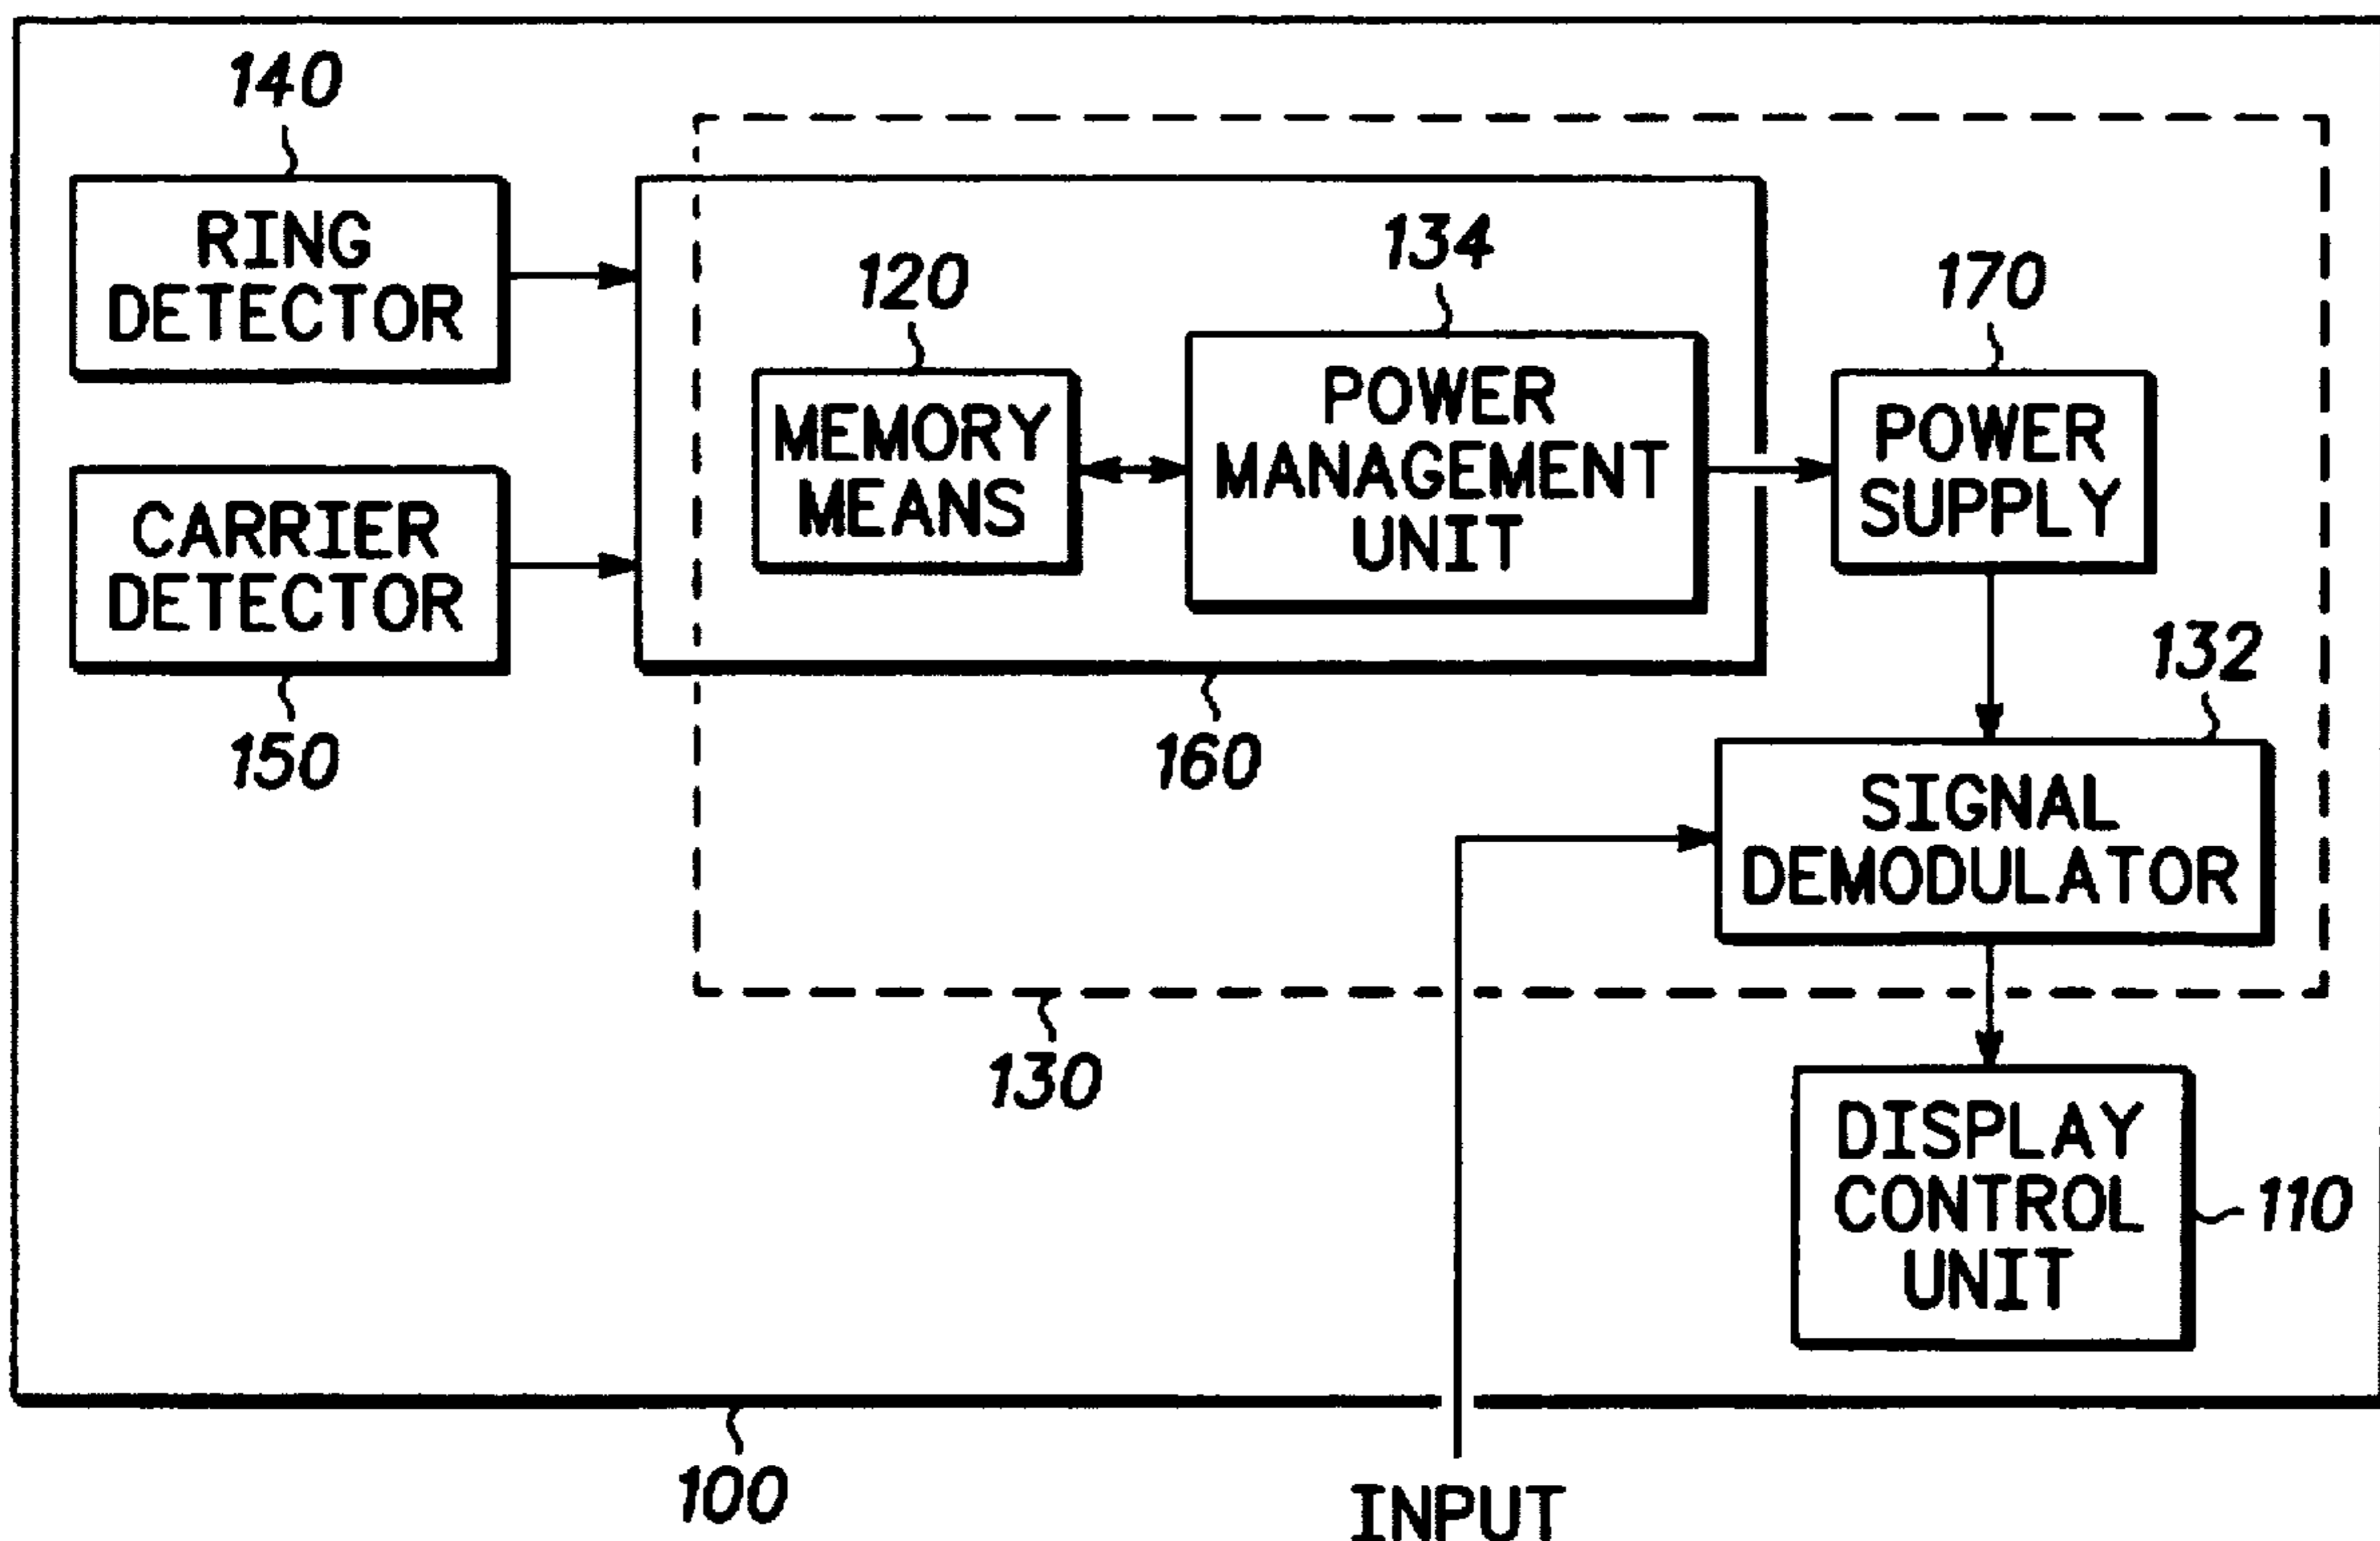 140
RING
DETECTOR
CARRIER
DETECTOR
150
120
MEMORY
MEANS
134
POWER
MANAGEMENT
UNIT
160
170
POWER
SUPPLY
132
SIGNAL
DEMODULATOR
130
DISPLAY
CONTROL
UNIT
110
100
INPUT